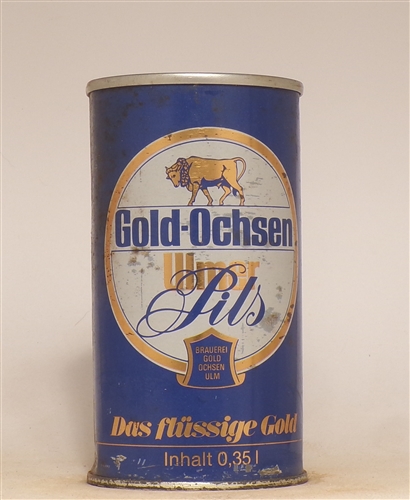 Gold-Ochsen
Ulmer
Pils
BRAUEREI
GOLD
OCHSEN
ULM
Das flüssige Gold
Inhalt 0,35 l